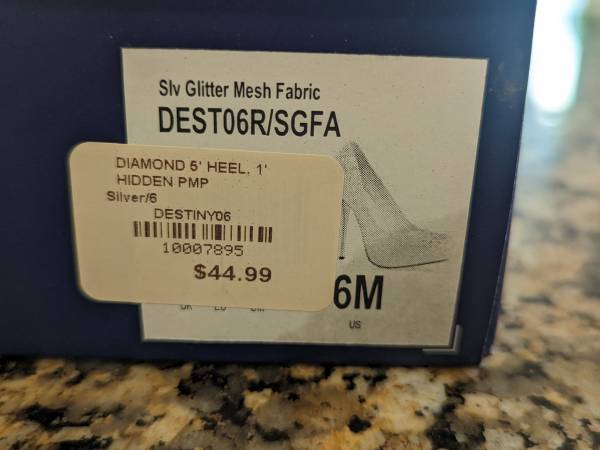 Slv Glitter Mesh Fabric
DEST06R/SGFA
DIAMOND 5' HEEL, 1'
HIDDEN PMP
Silver/6
DESTINY06
10007895
$44.99
6M
US